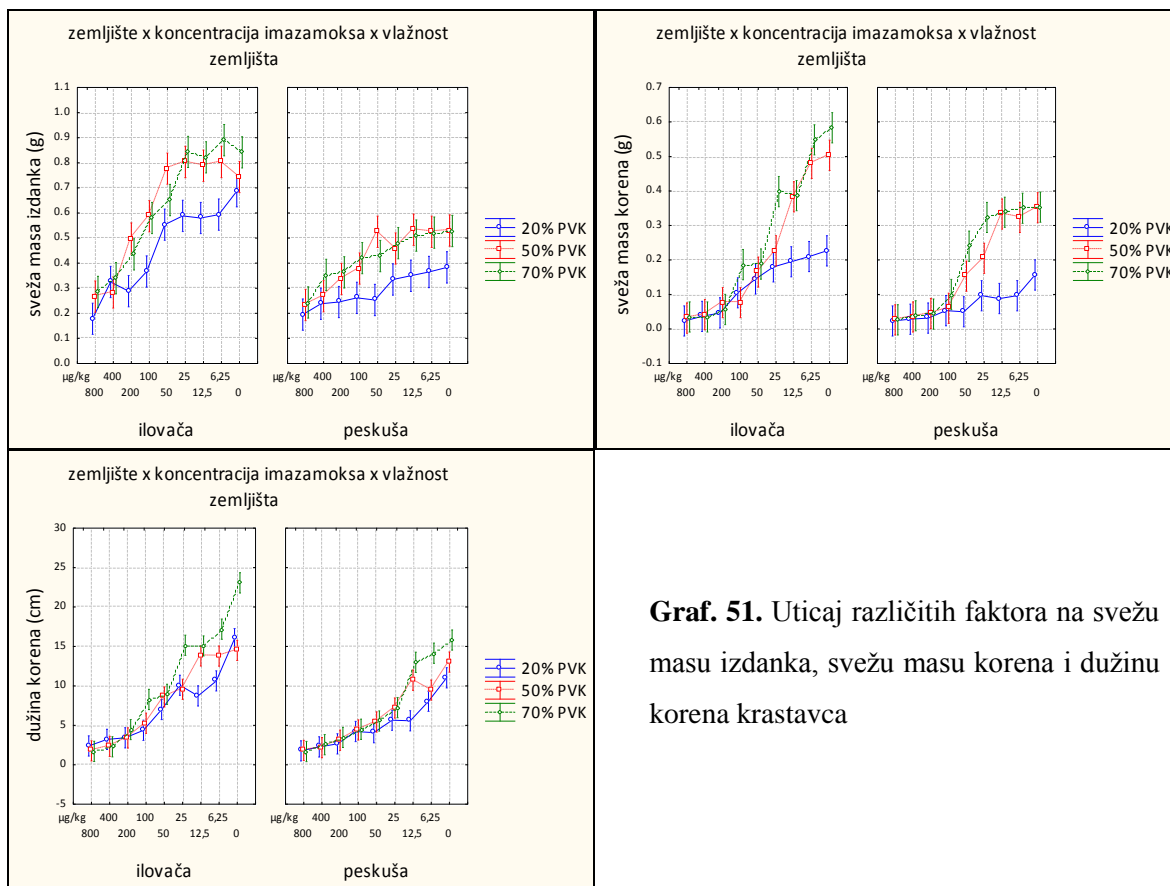 zemljište x koncentracija imazamoksa x vlažnost
zemljišta
sveža masa izdanka (g)
1.1
1.0
0.9
0.8
0.7
0.6
0.5
0.4
0.3
0.2
0.1
0.0
µg/kg 400 100 25 6,25
800 200 50 12,5 0
ilovača
400 100 25 6,25
800 200 50 12,5 0
peskuša
20% PVK
50% PVK
70% PVK
zemljište x koncentracija imazamoksa x vlažnost
zemljišta
sveža masa korena (g)
0.7
0.6
0.5
0.4
0.3
0.2
0.1
0.0
-0.1
µg/kg 400 100 25 6,25
800 200 50 12,5 0
ilovača
µg/kg 400 100 25 6,25
800 200 50 12,5 0
peskuša
20% PVK
50% PVK
70% PVK
zemljište x koncentracija imazamoksa x vlažnost
zemljišta
dužina korena (cm)
30
25
20
15
10
5
0
-5
µg/kg 400 100 25 6,25
800 200 50 12,5 0
ilovača
µg/kg 400 100 25 6,25
800 200 50 12,5 0
peskuša
20% PVK
50% PVK
70% PVK
Graf. 51. Uticaj različitih faktora na svežu
masu izdanka, svežu masu korena i dužinu
korena krastavca